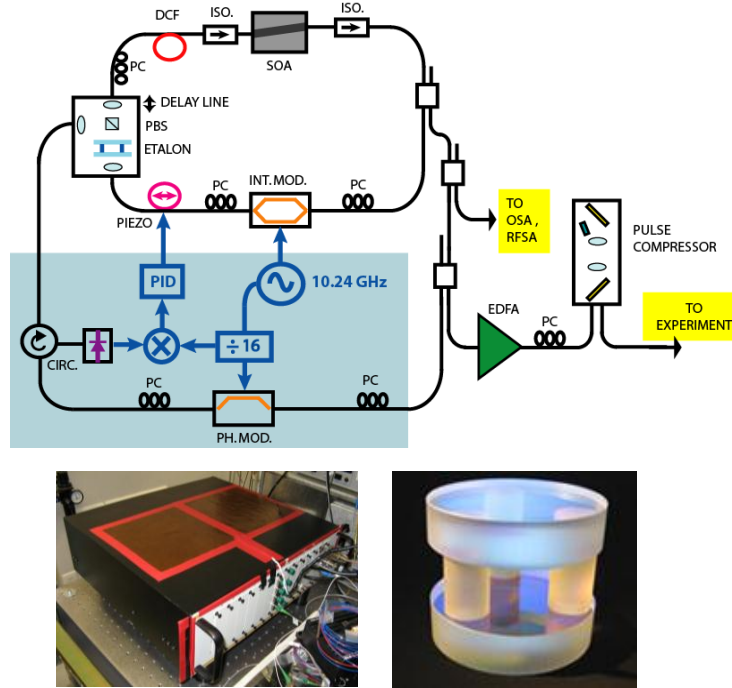 DCF
ISO.
ISO.
PC
SOA
DELAY LINE
PBS
ETALON
PC
INT. MOD.
PC
PIEZO
TO
OSA ,
RFSA
PULSE
COMPRESSOR
PID
10.24 GHz
EDFA
PC
TO
EXPERIMENT
÷ 16
CIRC.
PC
PC
PH. MOD.